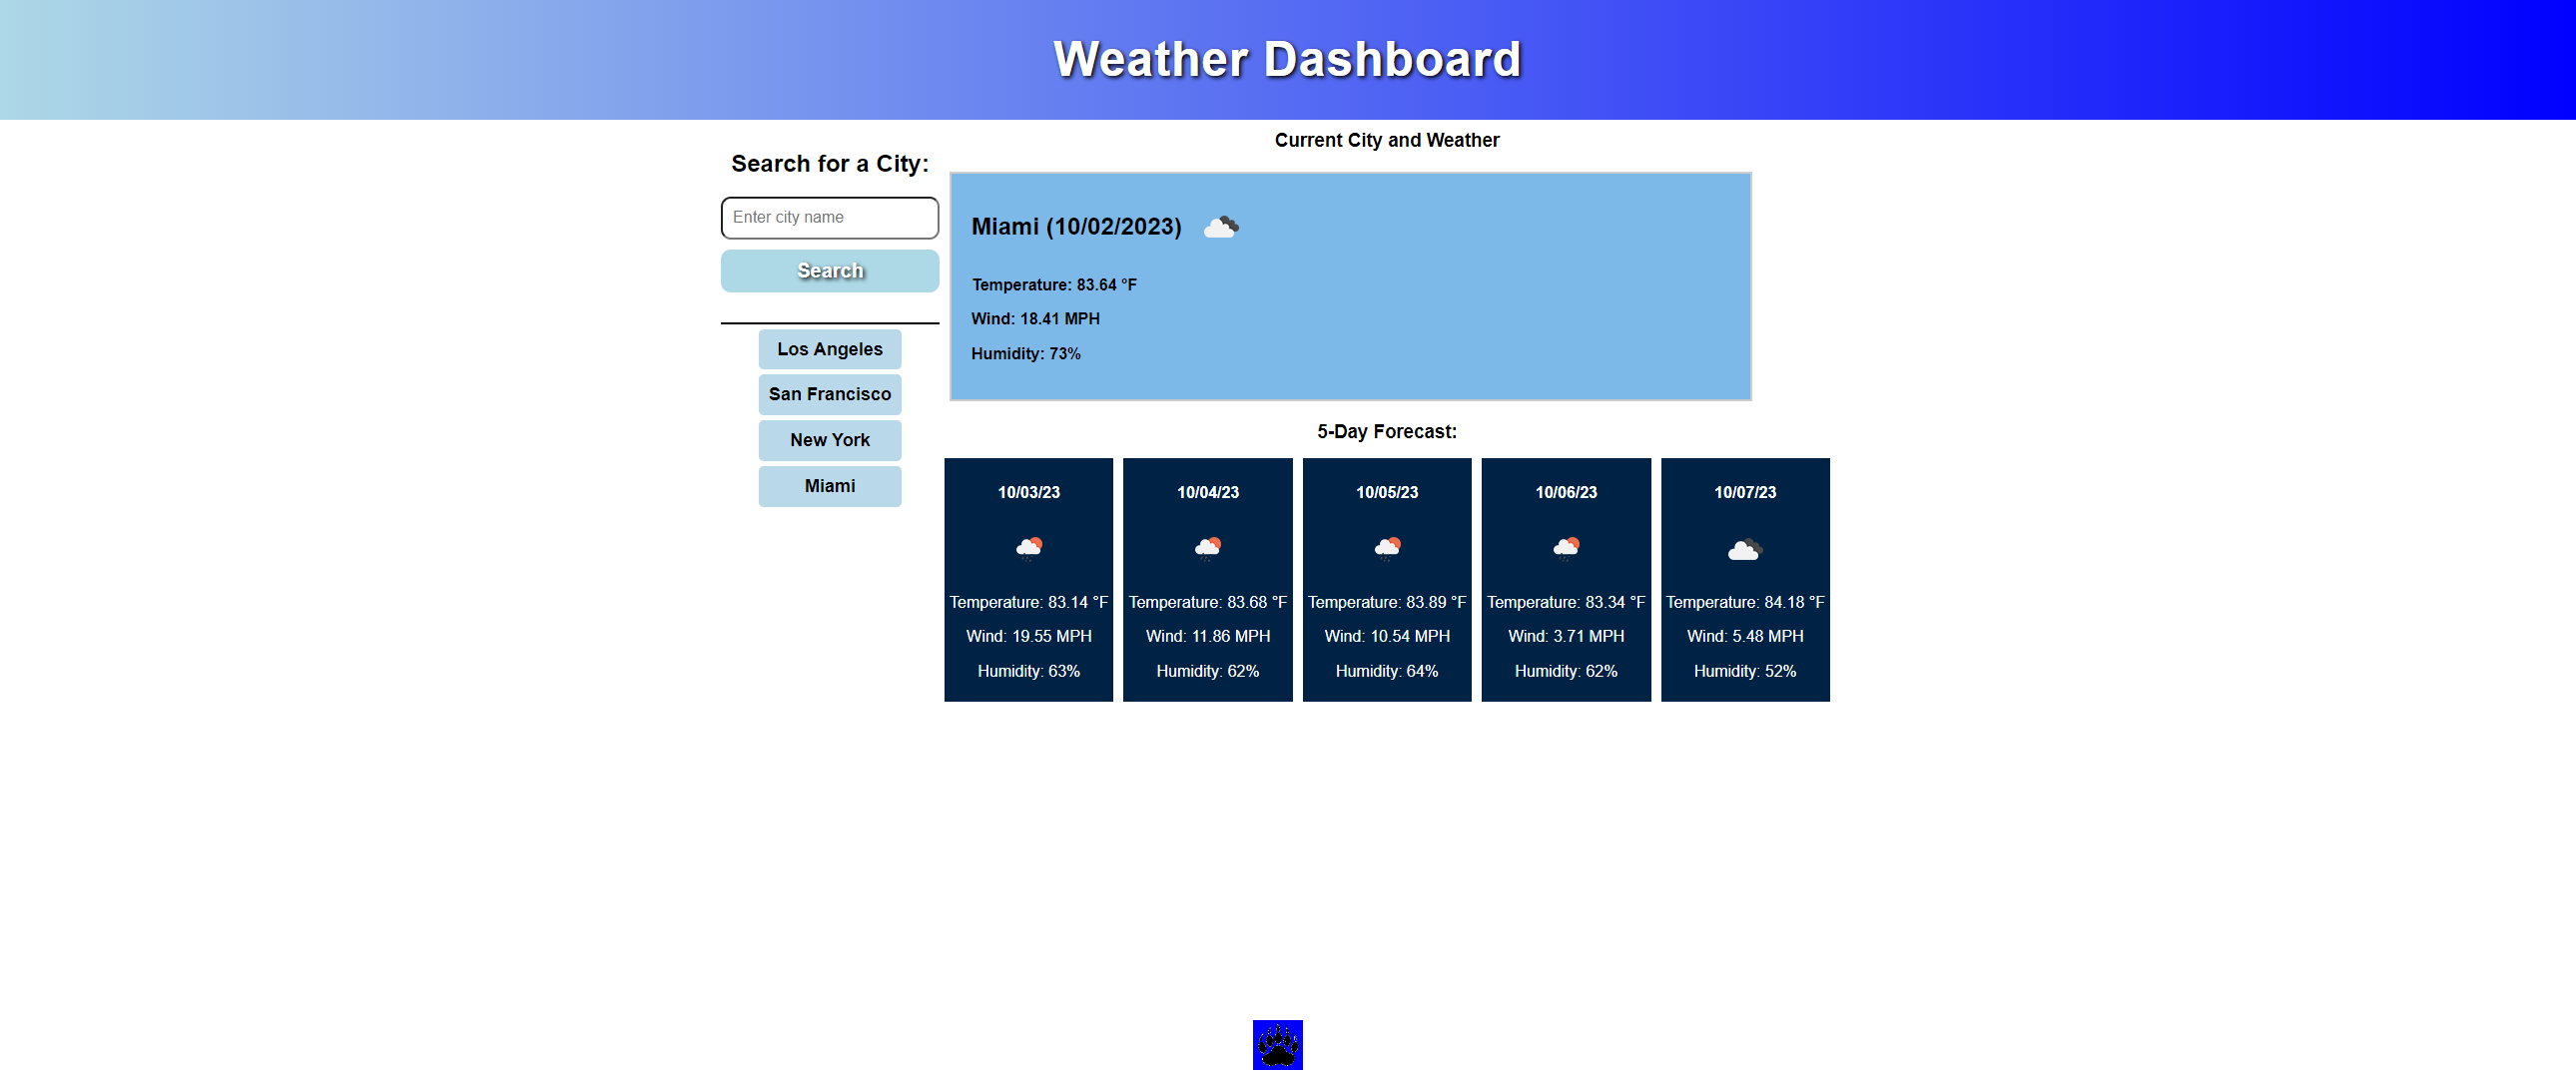 Weather Dashboard
Search for a City:
Enter city name
Search
Los Angeles
San Francisco
New York
Miami
Current City and Weather
Miami (10/02/2023)
Temperature: 83.64 °F
Wind: 18.41 MPH
Humidity: 73%
5-Day Forecast:
10/03/23
Temperature: 83.14 °F
Wind: 19.55 MPH
Humidity: 63%
10/04/23
Temperature: 83.68 °F
Wind: 11.86 MPH
Humidity: 62%
10/05/23
Temperature: 83.89 °F
Wind: 10.54 MPH
Humidity: 64%
10/06/23
Temperature: 83.34 °F
Wind: 3.71 MPH
Humidity: 62%
10/07/23
Temperature: 84.18 °F
Wind: 5.48 MPH
Humidity: 52%